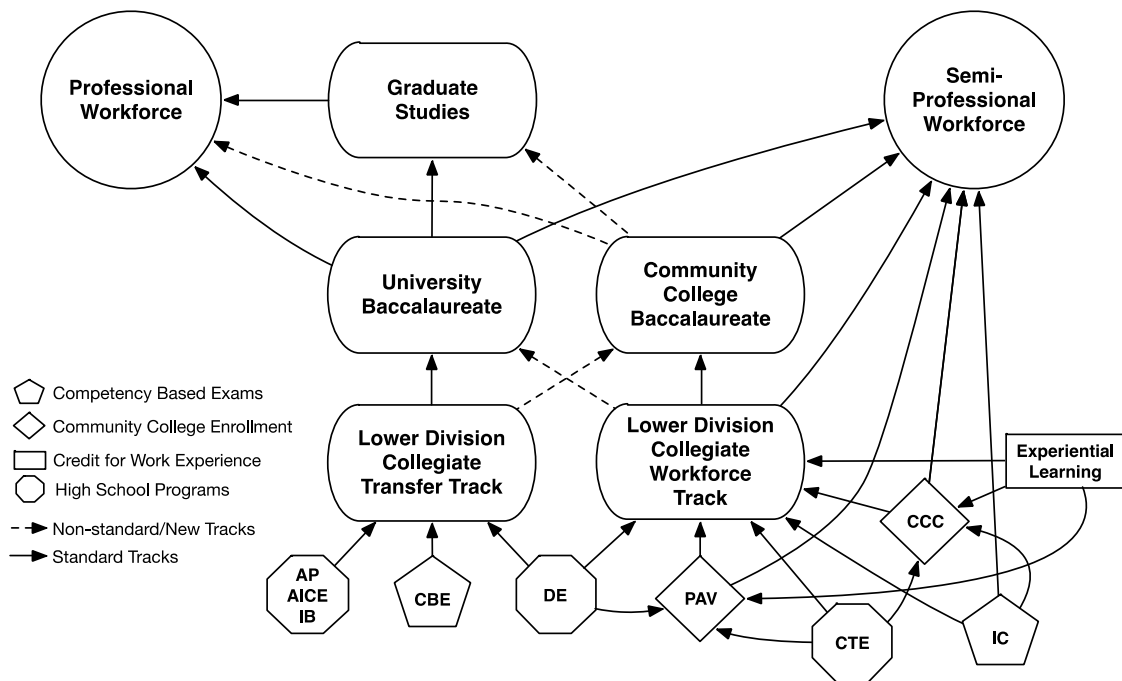 Professional
Workforce
Graduate
Studies
Semi-
Professional
Workforce
University
Baccalaureate
Community
College
Baccalaureate
Competency Based Exams
Community College Enrollment
Credit for Work Experience
High School Programs
Non-standard/New Tracks
Standard Tracks
Lower Division
Collegiate
Transfer Track
Lower Division
Collegiate
Workforce
Track
Experiential
Learning
CCC
AP
AICE
IB
CBE
DE
PAV
CTE
IC